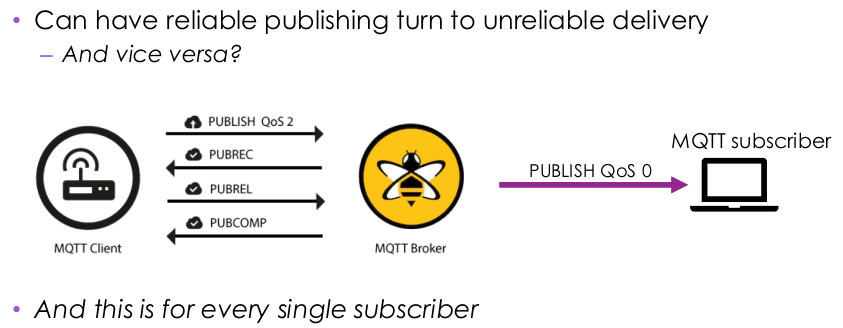 • Can have reliable publishing turn to unreliable delivery
– And vice versa?
PUBLISH QoS 2
PUBREC
PUBREL
PUBCOMP
MQTT Client
MQTT Broker
PUBLISH QoS 0
MQTT subscriber
• And this is for every single subscriber